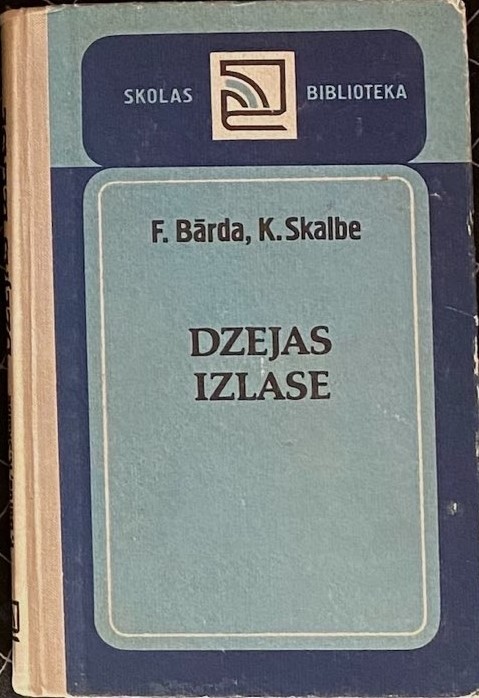 SKOLAS BIBLIOTEKA
F. Bārda, K. Skalbe
DZEJAS
IZLASE